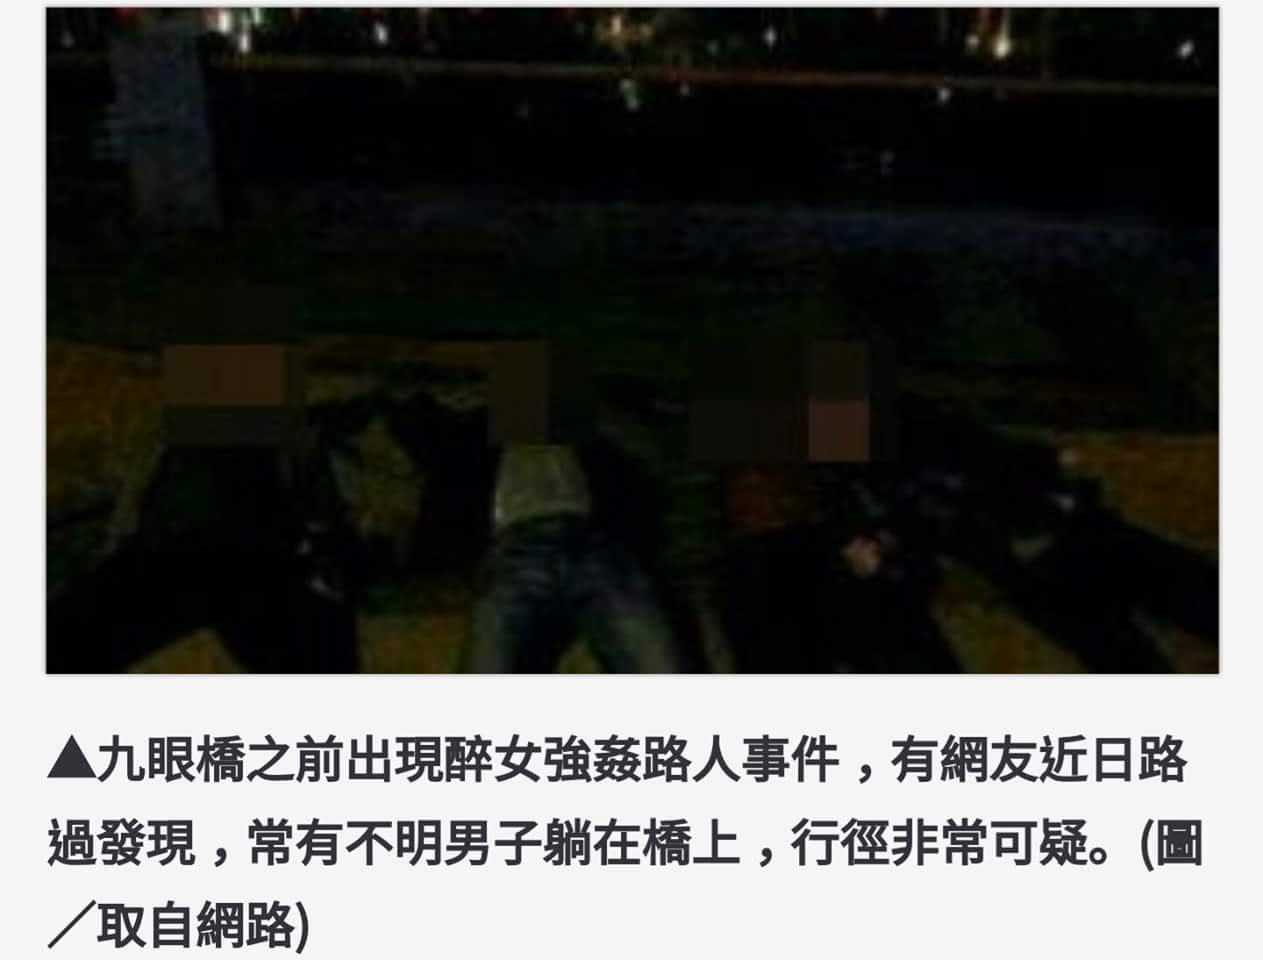 ▲九眼橋之前出現醉女強姦路人事件，有網友近日路
過發現，常有不明男子躺在橋上，行徑非常可疑。(圖
／取自網路)